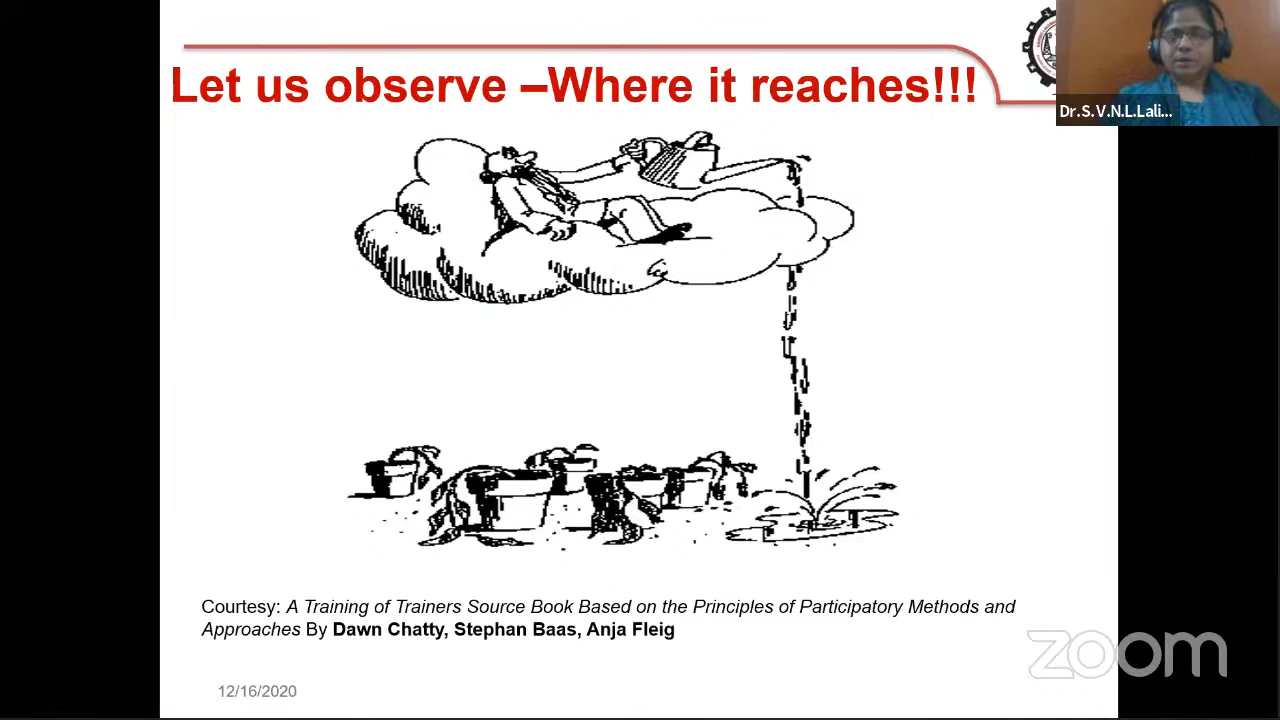 Let us observe –Where it reaches!!!
Dr.S.V.N.L.Lali...
Courtesy: A Training of Trainers Source Book Based on the Principles of Participatory Methods and
Approaches By Dawn Chatty, Stephan Baas, Anja Fleig
zoom
12/16/2020